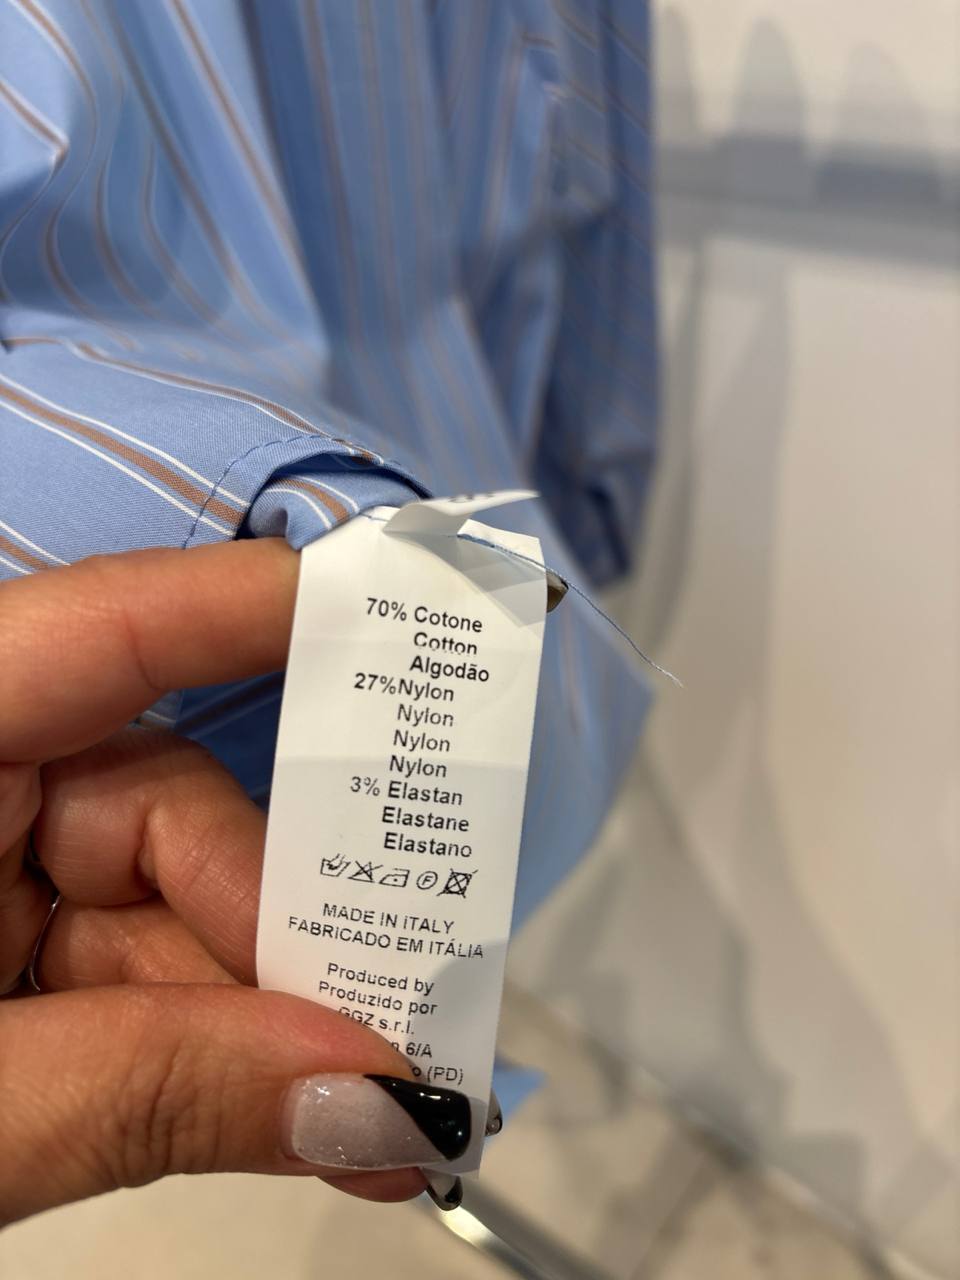 70% Cotone
Cotton
Algodão
27%Nylon
Nylon
Nylon
Nylon
3% Elastan
Elastane
Elastano
MADE IN ITALY
FABRICADO EM ITÁLIA
Produced by
Produzido por
GGZ s.r.l.
6/A
(PD)